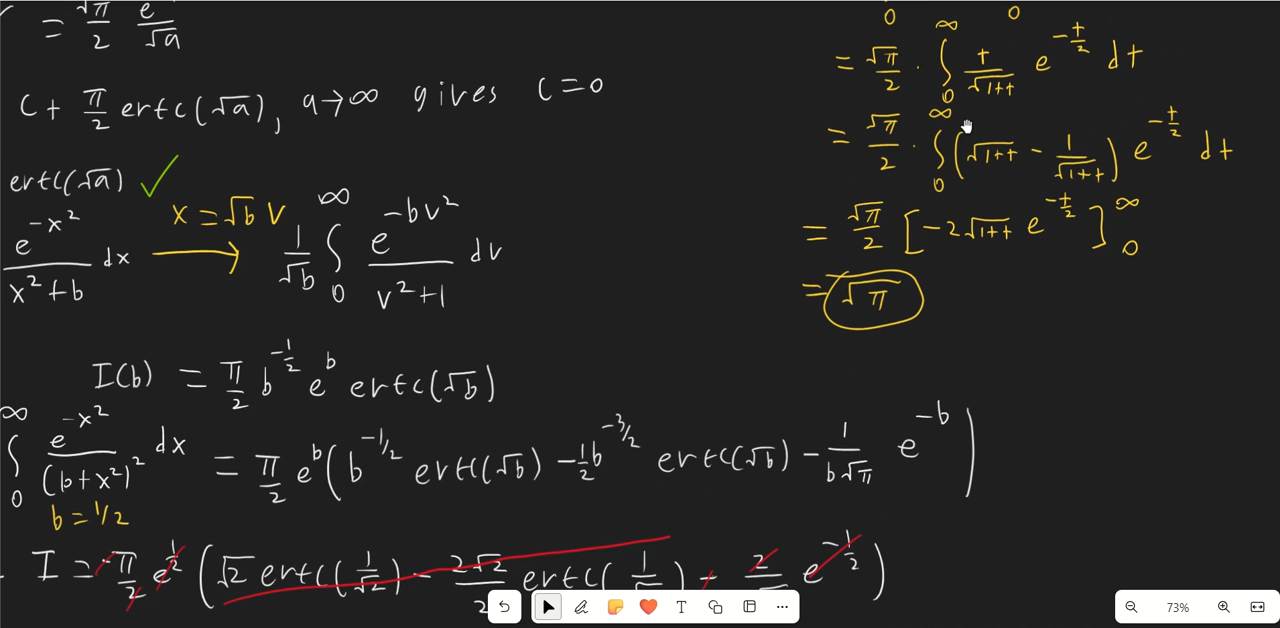 = √π/2 e/√a
C + π/2 erfc(√a), a→∞ gives C=0
erfc(√a) ✓
e^{-x²}/(x²+b) dx → x=√b v 1/√b ∫₀^∞ e^{-bv²}/(v²+1) dv
I(b) = π/2 b^{-1/2} e^b erfc(√b)
∫₀^∞ e^{-x²}/(b+x²)² dx = π/2 e^b (b^{-1/2} erfc(√b) - 1/2 b^{-3/2} erfc(√b) - 1/(b√π) e^{-b})
b = 1/2
I = -π/2 e^{1/2} (√2 erfc(1/√2) - 2√2/2 erfc(1/√2) - 2/ e^{-1/2})
0 0
= √π/2 · ∫₀^∞ t/√(1+t) e^{-t/2} dt
= √π/2 · ∫₀^∞ (√(1+t) - 1/√(1+t)) e^{-t/2} dt
= √π/2 [-2√(1+t) e^{-t/2}]₀^∞
= √π
T
73%